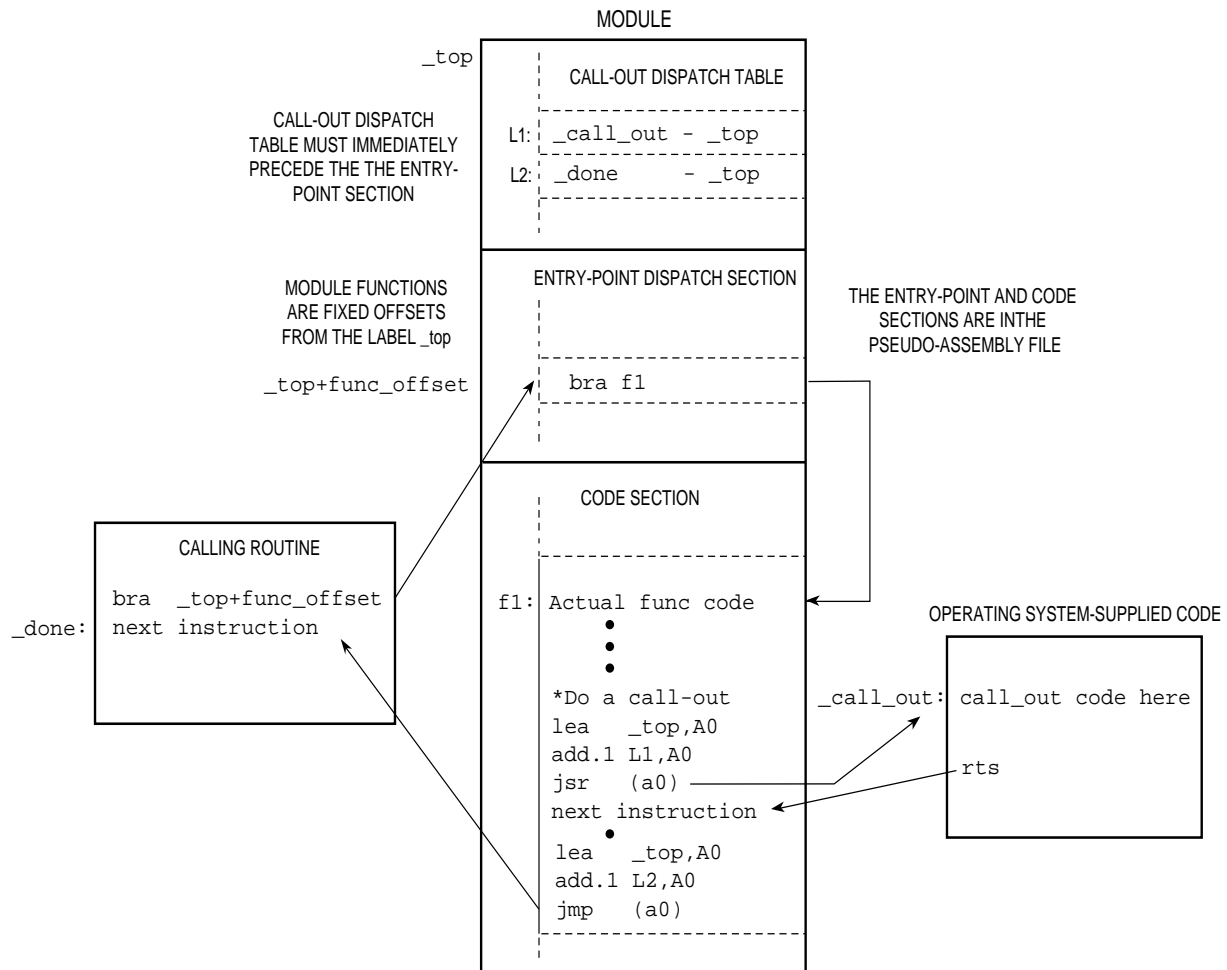 MODULE
_top
CALL-OUT DISPATCH TABLE
CALL-OUT DISPATCH
TABLE MUST IMMEDIATELY
PRECEDE THE THE ENTRY-
POINT SECTION
L1: _call_out - _top
L2: _done - _top
ENTRY-POINT DISPATCH SECTION
MODULE FUNCTIONS
ARE FIXED OFFSETS
FROM THE LABEL _top
THE ENTRY-POINT AND CODE
SECTIONS ARE INTHE
PSEUDO-ASSEMBLY FILE
_top+func_offset
bra f1
CODE SECTION
CALLING ROUTINE
bra _top+func_offset
_done: next instruction
f1: Actual func code
*Do a call-out
lea _top,A0
add.1 L1,A0
jsr (a0)
next instruction
lea _top,A0
add.1 L2,A0
jmp (a0)
OPERATING SYSTEM-SUPPLIED CODE
_call_out: call_out code here
rts